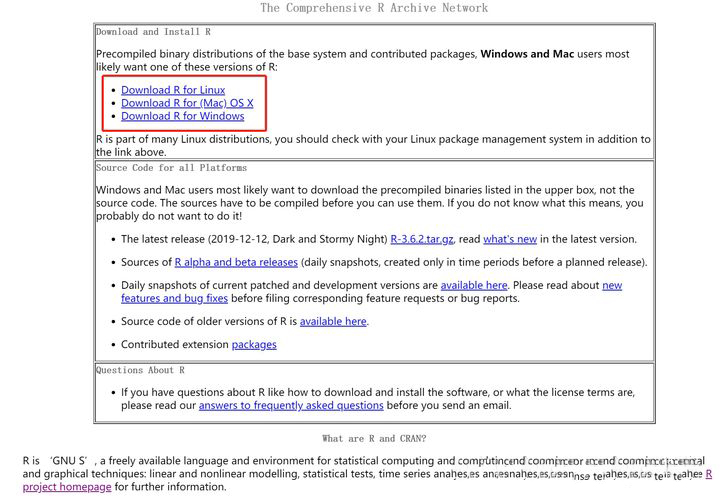 The Comprehensive R Archive Network
Download and Install R
Precompiled binary distributions of the base system and contributed packages, Windows and Mac users most
likely want one of these versions of R:
• Download R for Linux
• Download R for (Mac) OS X
• Download R for Windows
R is part of many Linux distributions, you should check with your Linux package management system in addition to
the link above.
Source Code for all Platforms
Windows and Mac users most likely want to download the precompiled binaries listed in the upper box, not the
source code. The sources have to be compiled before you can use them. If you do not know what this means, you
probably do not want to do it!
• The latest release (2019-12-12, Dark and Stormy Night) R-3.6.2.tar.gz, read what's new in the latest version.
• Sources of R alpha and beta releases (daily snapshots, created only in time periods before a planned release).
• Daily snapshots of current patched and development versions are available here. Please read about new
features and bug fixes before filing corresponding feature requests or bug reports.
• Source code of older versions of R is available here.
• Contributed extension packages
Questions About R
• If you have questions about R like how to download and install the software, or what the license terms are,
please read our answers to frequently asked questions before you send an email.
What are R and CRAN?
R is ‘GNU S’, a freely available language and environment for statistical computing and
and graphical techniques: linear and nonlinear modelling, statistical tests, time series R
project homepage for further information.